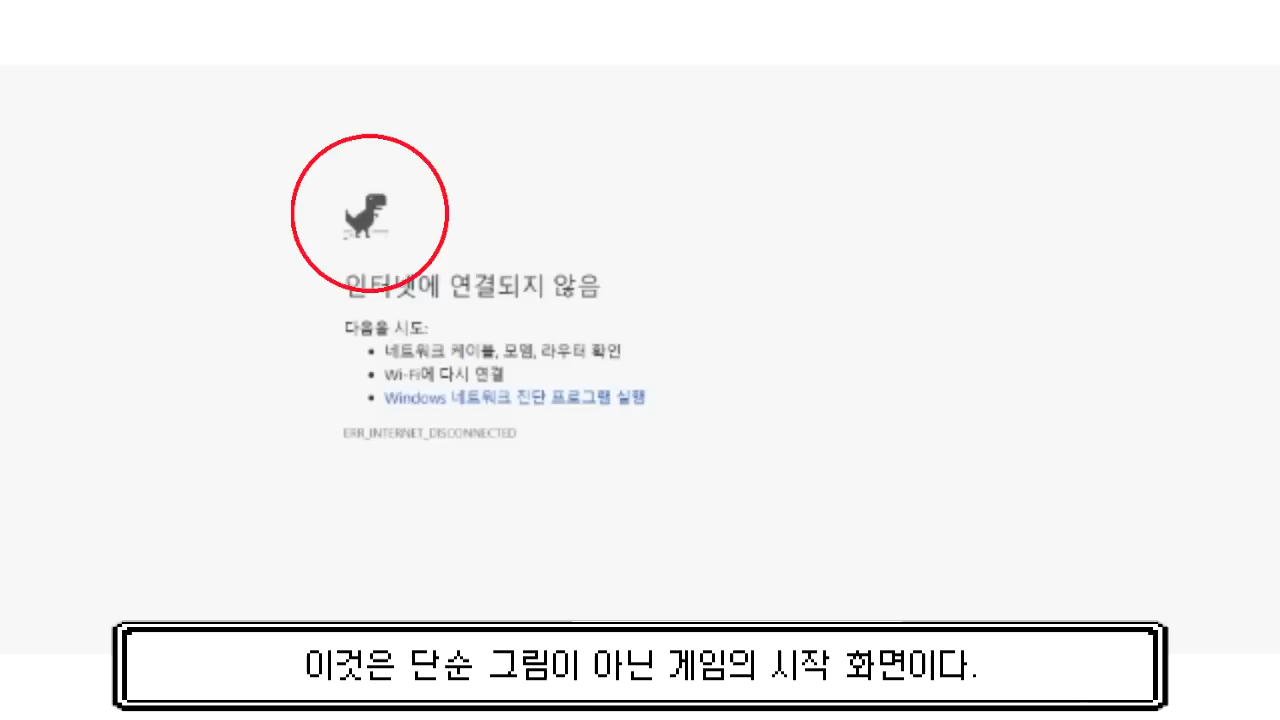 인터넷에 연결되지 않음
다음을 시도:
네트워크 케이블, 모뎀, 라우터 확인
Wi-Fi에 다시 연결
Windows 네트워크 진단 프로그램 실행
ERR_INTERNET_DISCONNECTED
이것은 단순 그림이 아닌 게임의 시작 화면이다.